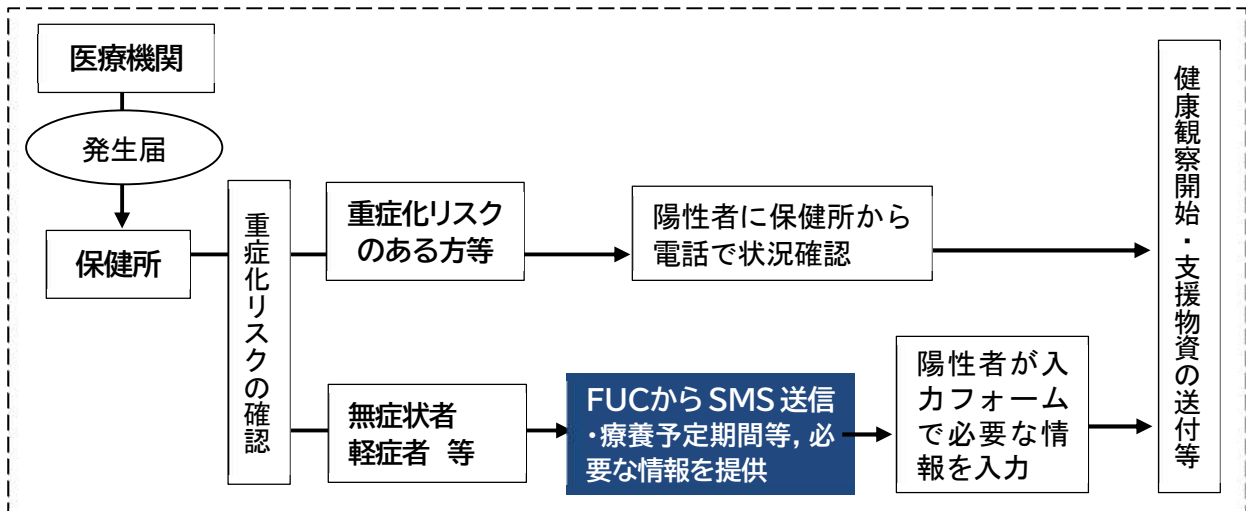 医療機関
発生届
保健所
重症化リスクの確認
重症化リスク
のある方等
陽性者に保健所から
電話で状況確認
無症状者
軽症者 等
FUCから SMS 送信
・療養予定期間等，必
要な情報を提供
陽性者が入
力フォーム
で必要な情
報を入力
健康観察開始・支援物資の送付等